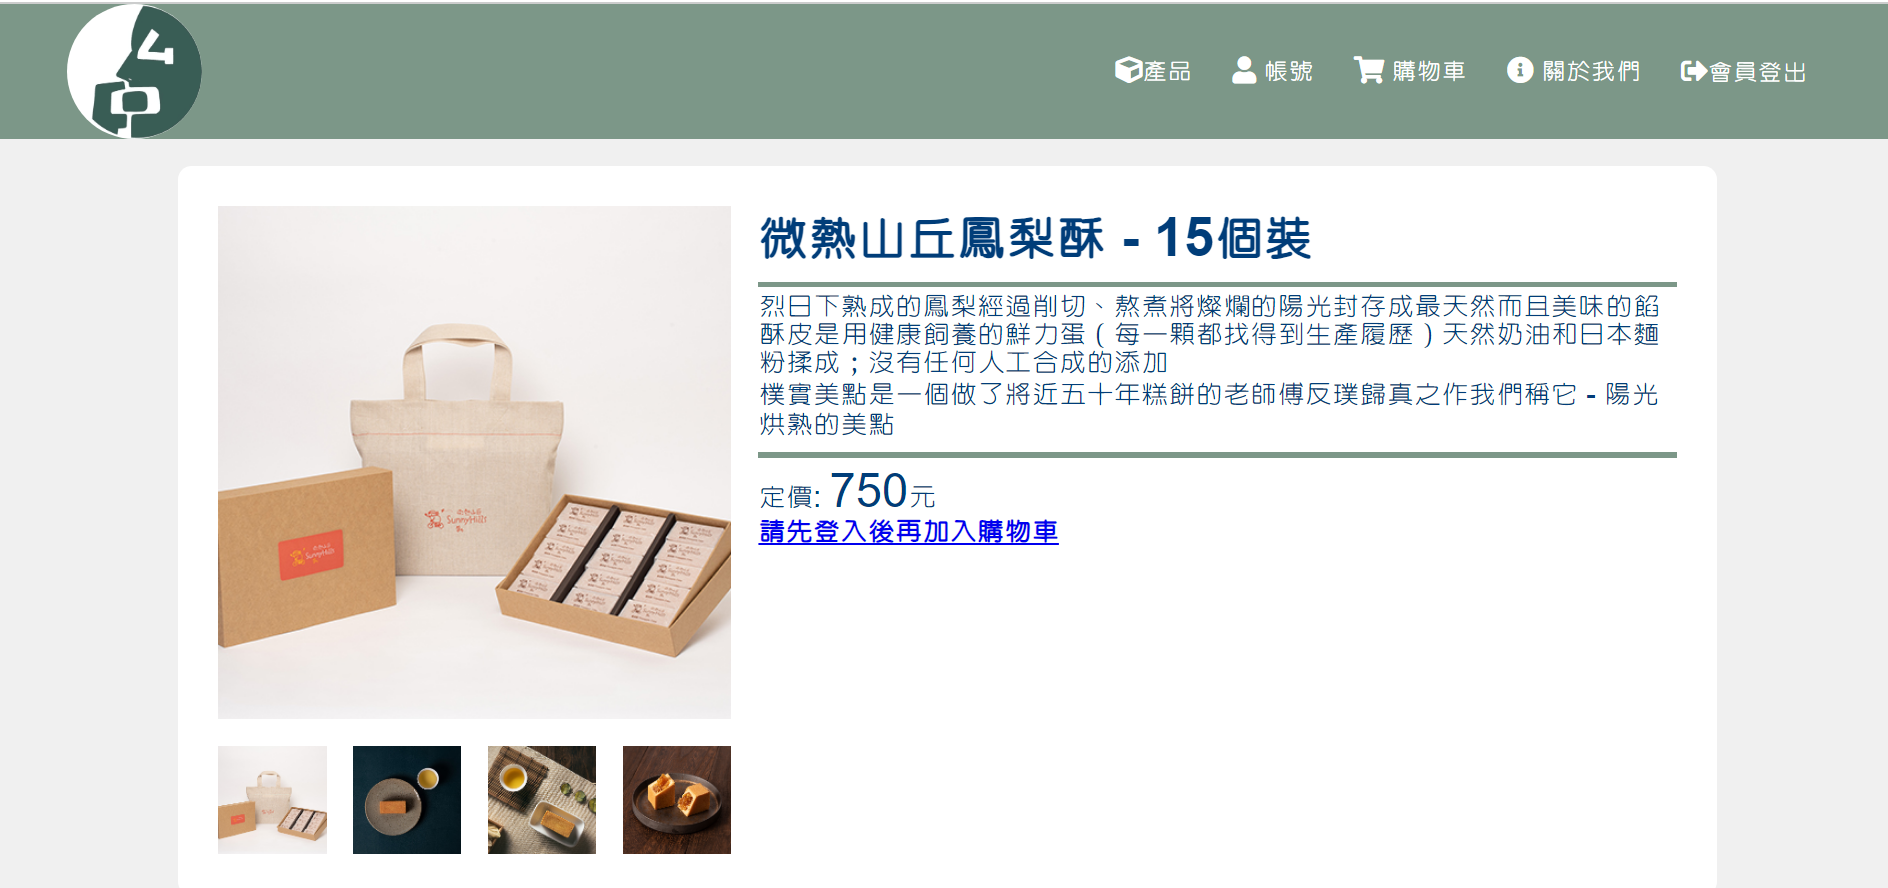 台
產品 帳號 購物車 關於我們 會員登出
微熱山丘鳳梨酥 - 15個裝
烈日下熟成的鳳梨經過削切、熬煮將燦爛的陽光封存成最天然而且美味的餡
酥皮是用健康飼養的鮮力蛋 ( 每一顆都找得到生產履歷 ) 天然奶油和日本麵
粉揉成；沒有任何人工合成的添加
樸實美點是一個做了將近五十年糕餅的老師傅反璞歸真之作我們稱它 - 陽光
烘熟的美點
定價: 750元
請先登入後再加入購物車
微熱山丘
SunnyHills
SunnyHills